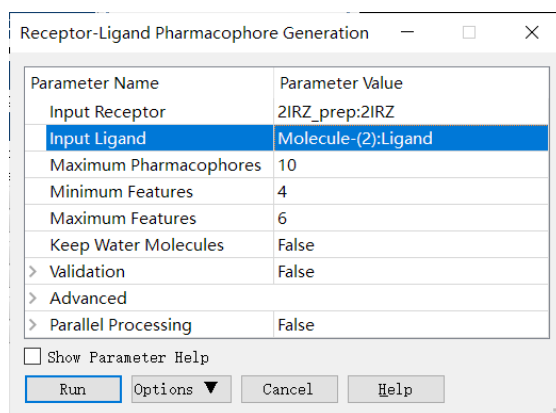 Receptor-Ligand Pharmacophore Generation
Parameter Name Parameter Value
Input Receptor 2IRZ_prep:2IRZ
Input Ligand Molecule-(2):Ligand
Maximum Pharmacophores 10
Minimum Features 4
Maximum Features 6
Keep Water Molecules False
Validation False
Advanced
Parallel Processing False
Show Parameter Help
Run Options ▼ Cancel Help